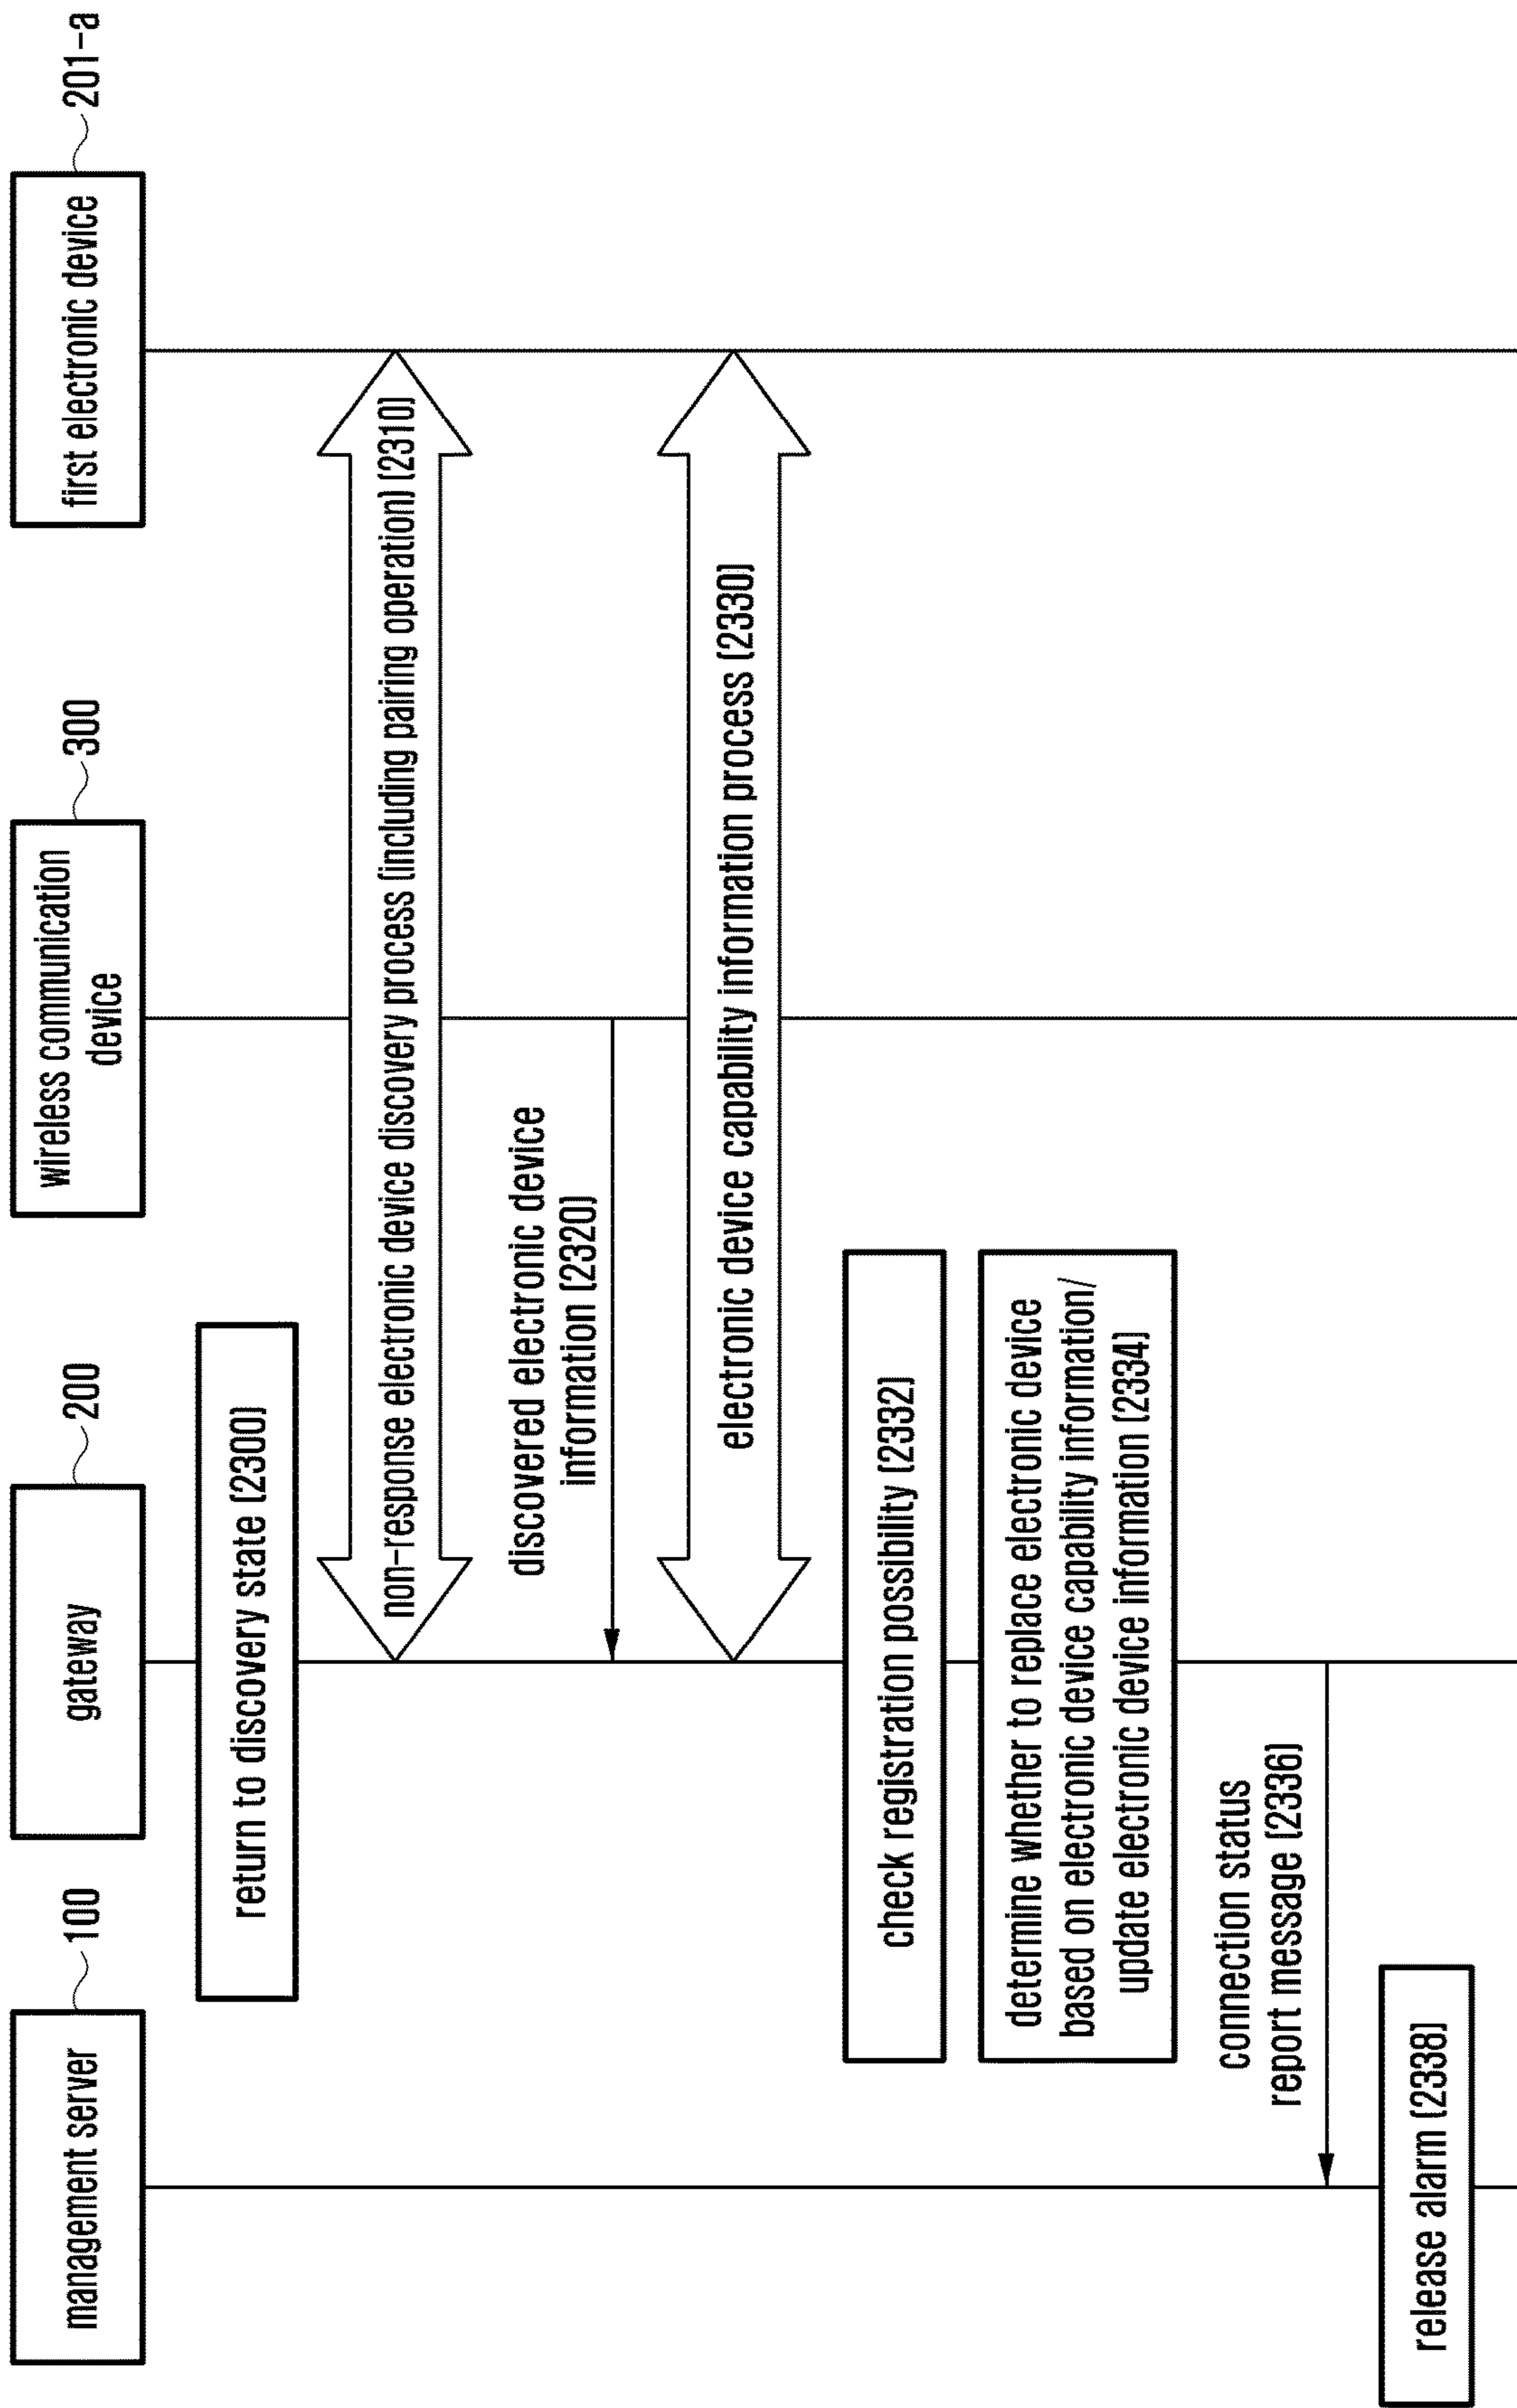 management server
100
gateway
200
wireless communication
device
300
first electronic device
201-a
return to discovery state (2300)
non-response electronic device discovery process (including pairing operation) (2310)
discovered electronic device
information (2320)
electronic device capability information process (2330)
check registration possibility (2332)
determine whether to replace electronic device
based on electronic device capability information/
update electronic device information (2334)
connection status
report message (2336)
release alarm (2338)